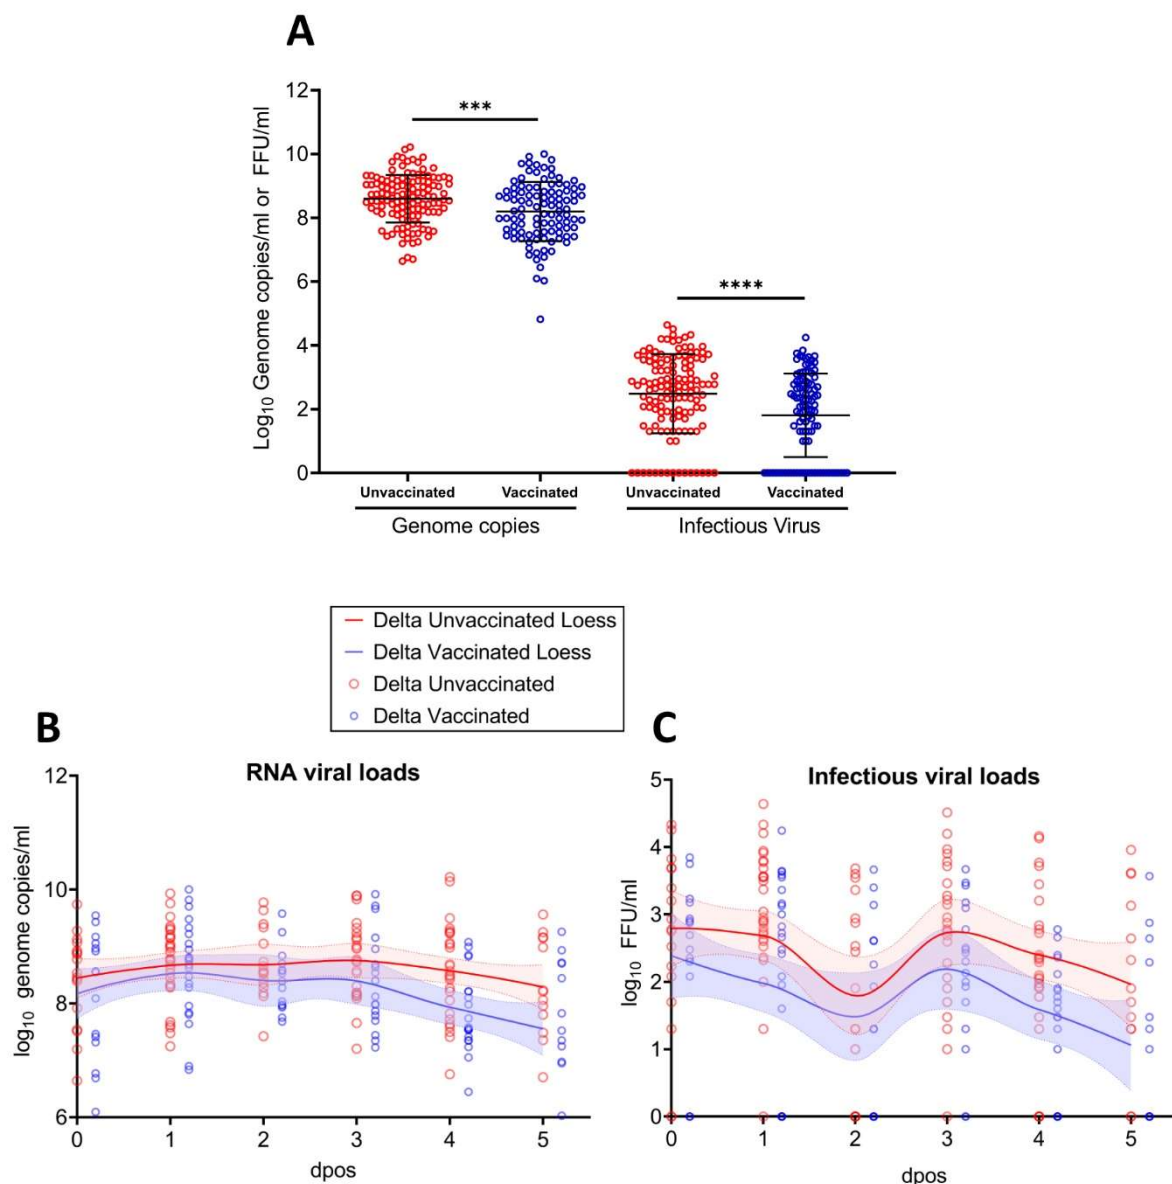 A
Log10 Genome copies/ml or FFU/ml
12
10
8
6
4
2
0
***
****
Unvaccinated Vaccinated Unvaccinated Vaccinated
Genome copies Infectious Virus
Delta Unvaccinated Loess
Delta Vaccinated Loess
Delta Unvaccinated
Delta Vaccinated
B
RNA viral loads
log10 genome copies/ml
12
10
8
6
0 1 2 3 4 5
dpos
C
Infectious viral loads
log10 FFU/ml
5
4
3
2
1
0
0 1 2 3 4 5
dpos